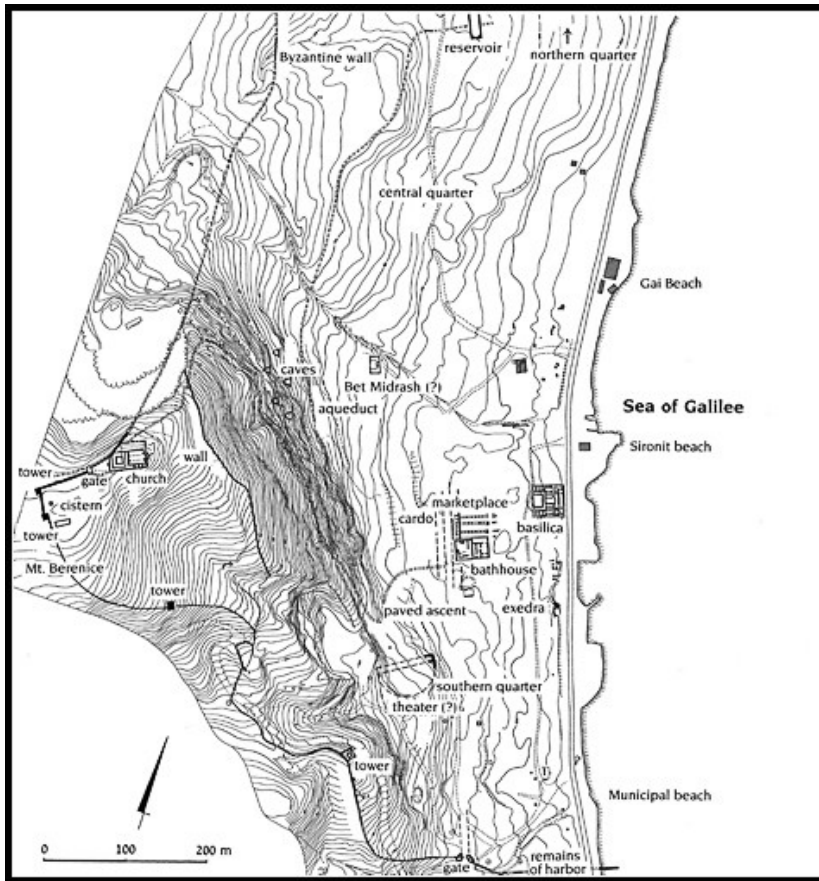 Byzantine wall
reservoir
northern quarter
central quarter
Gai Beach
caves
Bet Midrash (?)
aqueduct
Sea of Galilee
Sironit beach
wall
tower
gate
church
cistern
tower
marketplace
cardo
basilica
bathhouse
Mt. Berenice
tower
paved ascent
exedra
southern quarter
theater (?)
tower
Municipal beach
0
100
200 m
gate
remains
of harbor